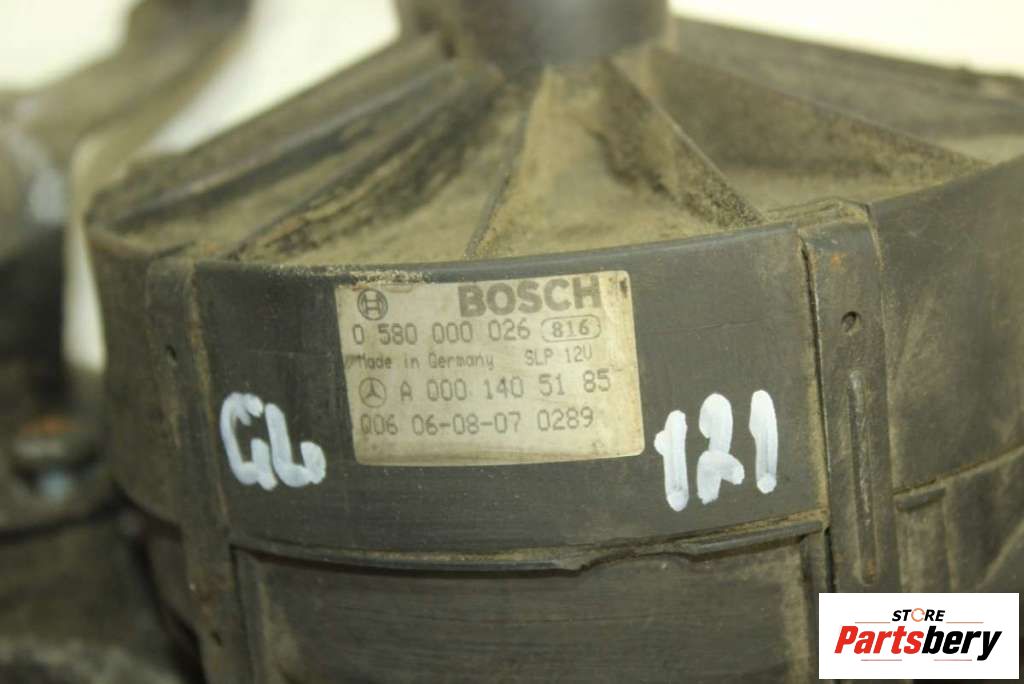 BOSCH
0 580 000 026 816
Made in Germany SLP 12V
A 000 140 51 85
006 06-08-07 0289
GL 121
STORE
Partsbery